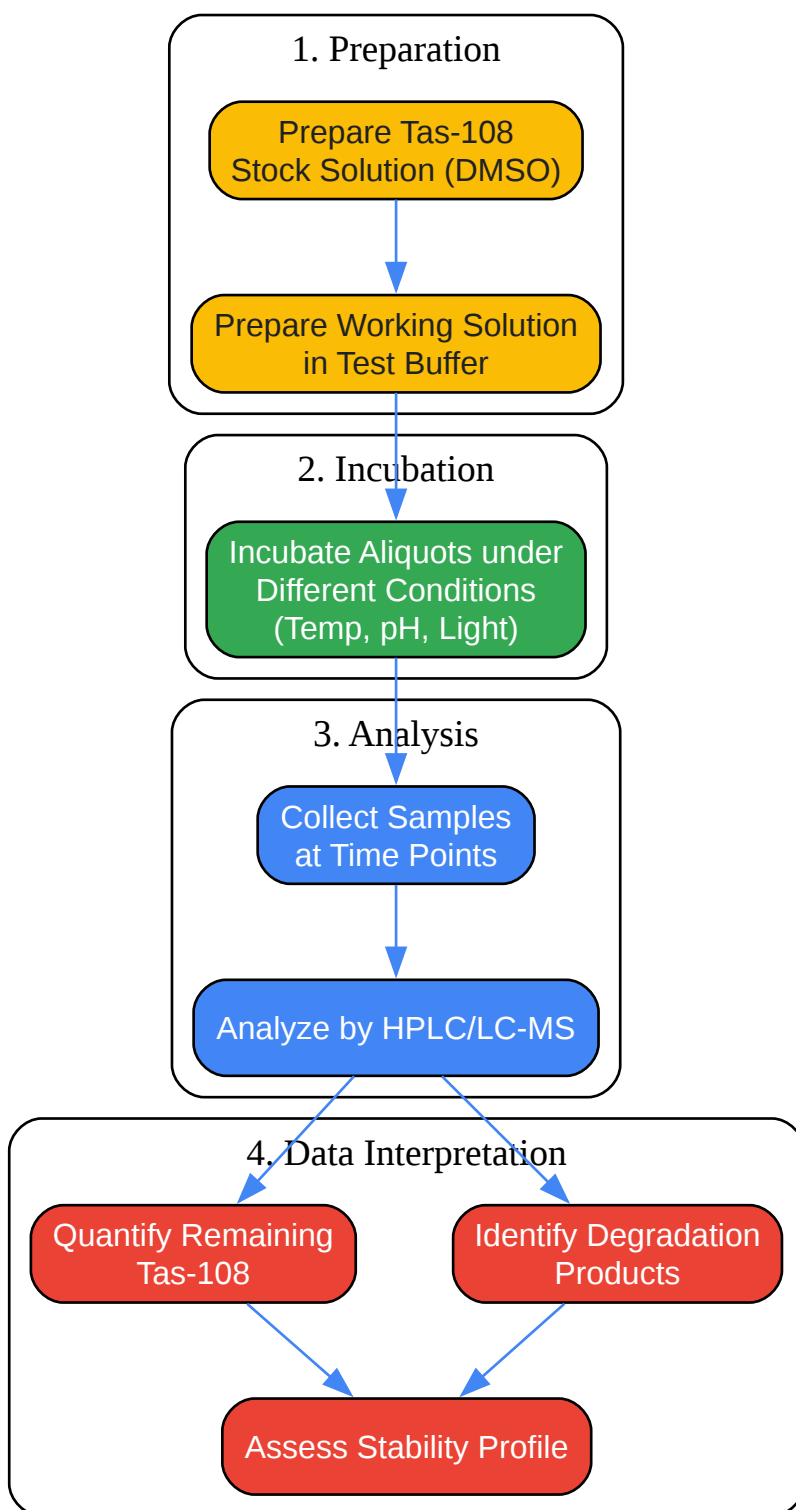 1. Preparation
Prepare Tas-108
Stock Solution (DMSO)
Prepare Working Solution
in Test Buffer
2. Incubation
Incubate Aliquots under
Different Conditions
(Temp, pH, Light)
3. Analysis
Collect Samples
at Time Points
Analyze by HPLC/LC-MS
4. Data Interpretation
Quantify Remaining
Tas-108
Identify Degradation
Products
Assess Stability Profile